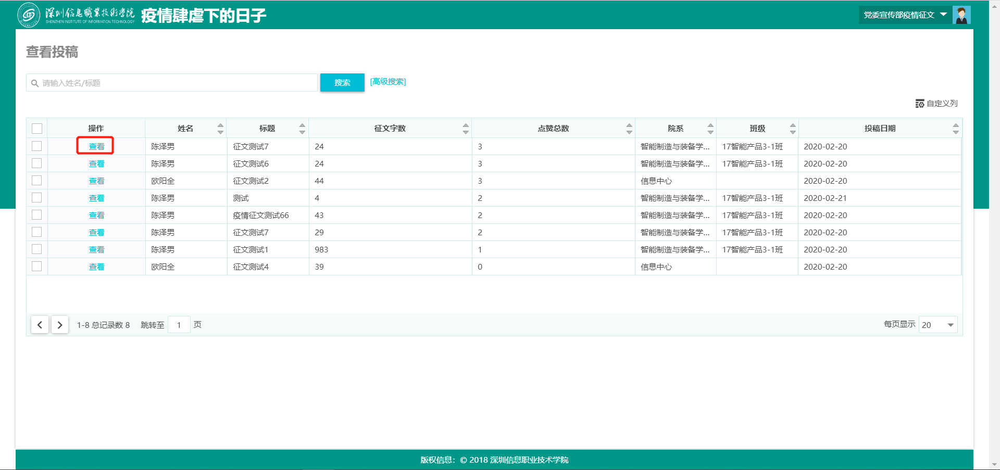 深圳信息職業技術學院 疫情肆虐下的日子 党委宣传部疫情征文
SHENZHEN INSTITUTE OF INFORMATION TECHNOLOGY
查看投稿
请输入姓名/标题 搜索 [高级搜索]
自定义列
操作 姓名 标题 征文字数 点赞总数 院系 班级 投稿日期
查看 陈泽男 征文测试7 24 3 智能制造与装备学... 17智能产品3-1班 2020-02-20
查看 陈泽男 征文测试6 24 3 智能制造与装备学... 17智能产品3-1班 2020-02-20
查看 欧阳全 征文测试2 44 3 信息中心 2020-02-20
查看 陈泽男 测试 4 2 智能制造与装备学... 17智能产品3-1班 2020-02-21
查看 陈泽男 疫情征文测试66 43 2 智能制造与装备学... 17智能产品3-1班 2020-02-20
查看 陈泽男 征文测试7 29 2 智能制造与装备学... 17智能产品3-1班 2020-02-20
查看 陈泽男 征文测试1 983 1 智能制造与装备学... 17智能产品3-1班 2020-02-20
查看 欧阳全 征文测试4 39 0 信息中心 2020-02-20
1-8 总记录数 8 跳转至 1 页 每页显示 20
版权信息：© 2018 深圳信息职业技术学院